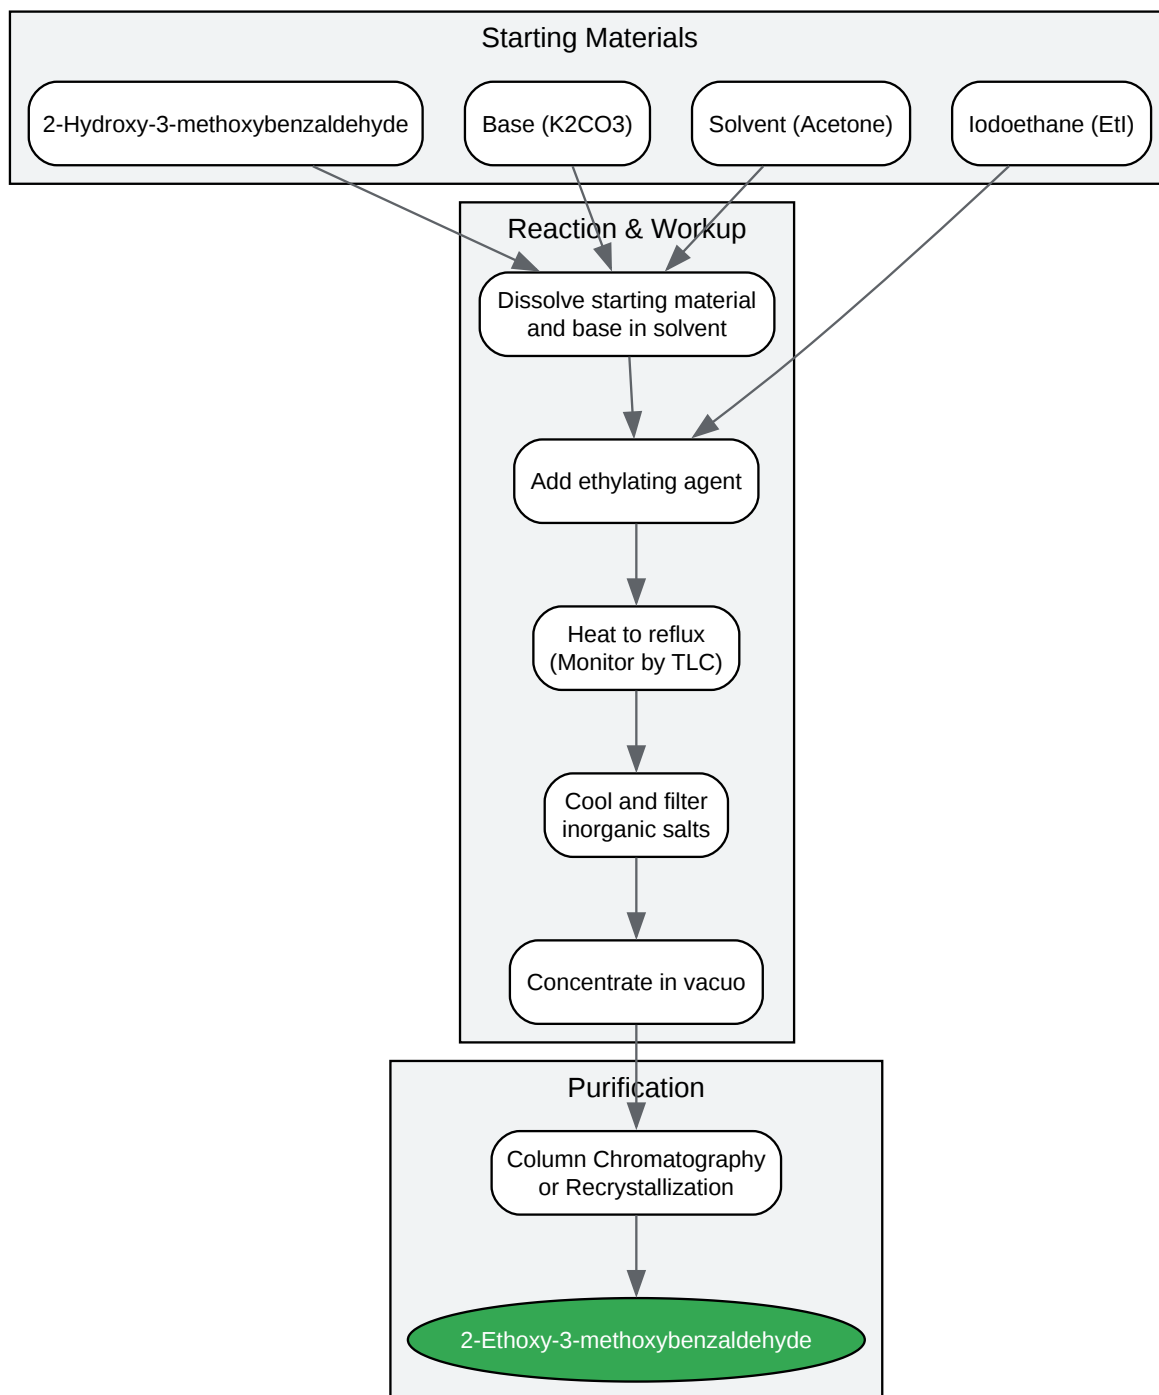 Starting Materials
2-Hydroxy-3-methoxybenzaldehyde
Base (K2CO3)
Solvent (Acetone)
Iodoethane (EtI)
Reaction & Workup
Dissolve starting material
and base in solvent
Add ethylating agent
Heat to reflux
(Monitor by TLC)
Cool and filter
inorganic salts
Concentrate in vacuo
Purification
Column Chromatography
or Recrystallization
2-Ethoxy-3-methoxybenzaldehyde